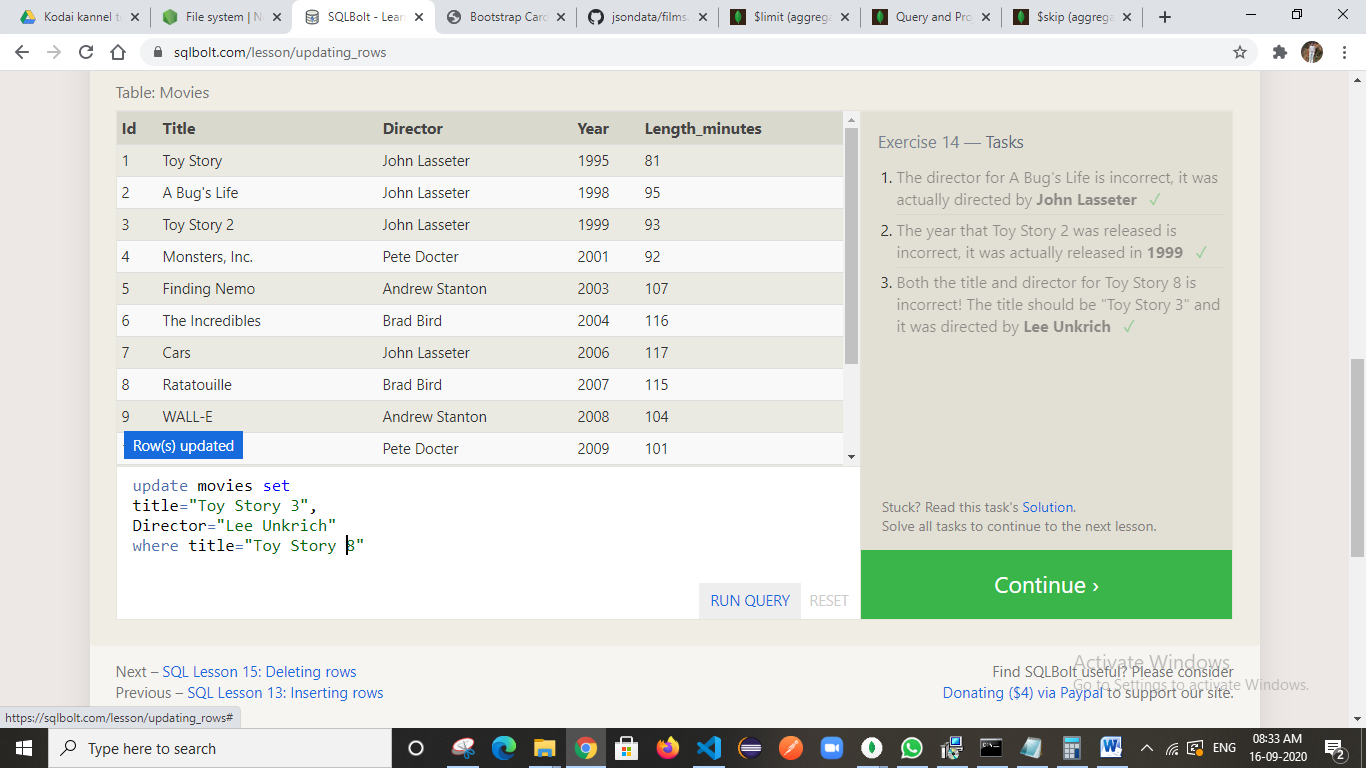 Kodai kannel t
File system | N
SQLBolt - Lear
Bootstrap Card
jsondata/films.
$limit (aggrega
Query and Pro
$skip (aggrega
sqlbolt.com/lesson/updating_rows
Table: Movies
Id Title Director Year Length_minutes
1 Toy Story John Lasseter 1995 81
2 A Bug's Life John Lasseter 1998 95
3 Toy Story 2 John Lasseter 1999 93
4 Monsters, Inc. Pete Docter 2001 92
5 Finding Nemo Andrew Stanton 2003 107
6 The Incredibles Brad Bird 2004 116
7 Cars John Lasseter 2006 117
8 Ratatouille Brad Bird 2007 115
9 WALL-E Andrew Stanton 2008 104
Row(s) updated Pete Docter 2009 101
update movies set
title="Toy Story 3",
Director="Lee Unkrich"
where title="Toy Story 8"
RUN QUERY RESET
Exercise 14 — Tasks
1. The director for A Bug's Life is incorrect, it was
actually directed by John Lasseter ✓
2. The year that Toy Story 2 was released is
incorrect, it was actually released in 1999 ✓
3. Both the title and director for Toy Story 8 is
incorrect! The title should be "Toy Story 3" and
it was directed by Lee Unkrich ✓
Stuck? Read this task's Solution.
Solve all tasks to continue to the next lesson.
Continue ›
Next – SQL Lesson 15: Deleting rows
Previous – SQL Lesson 13: Inserting rows
Find SQLBolt useful? Please consider
Donating ($4) via Paypal to support our site.
Activate Windows
Go to Settings to activate Windows.
https://sqlbolt.com/lesson/updating_rows#
Type here to search
ENG
08:33 AM
16-09-2020
2